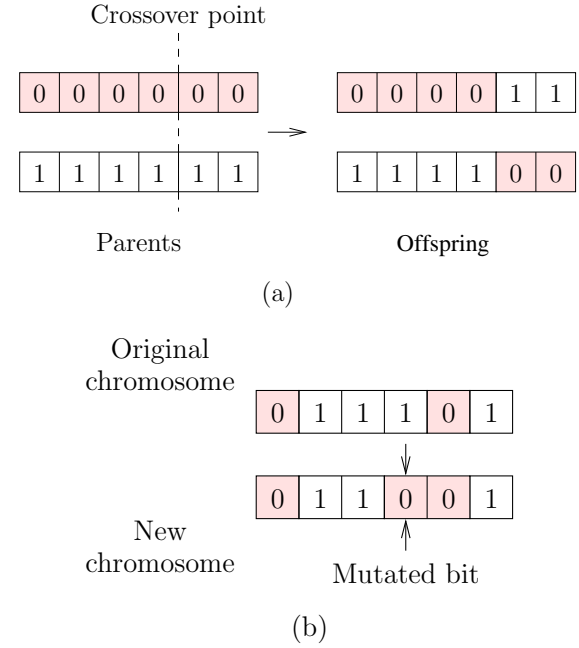 Crossover point
0 0 0 0 0 0
0 0 0 0 1 1
1 1 1 1 1 1
1 1 1 1 0 0
Parents
Offspring
(a)
Original
chromosome
0 1 1 1 0 1
0 1 1 0 0 1
New
chromosome
Mutated bit
(b)